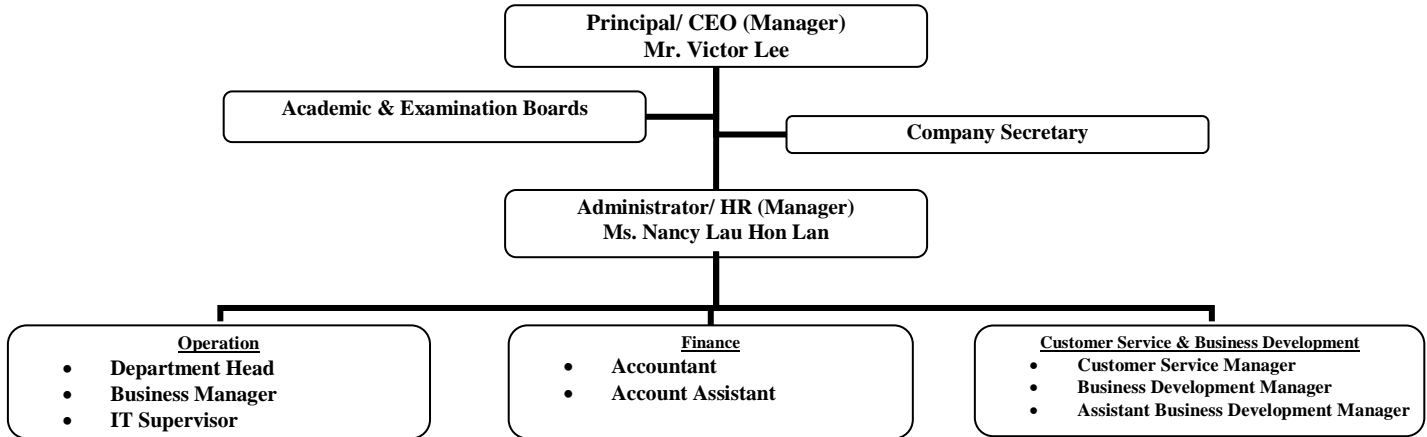 Principal/ CEO (Manager)
Mr. Victor Lee
Academic & Examination Boards
Company Secretary
Administrator/ HR (Manager)
Ms. Nancy Lau Hon Lan
Operation
• Department Head
• Business Manager
• IT Supervisor
Finance
• Accountant
• Account Assistant
Customer Service & Business Development
• Customer Service Manager
• Business Development Manager
• Assistant Business Development Manager